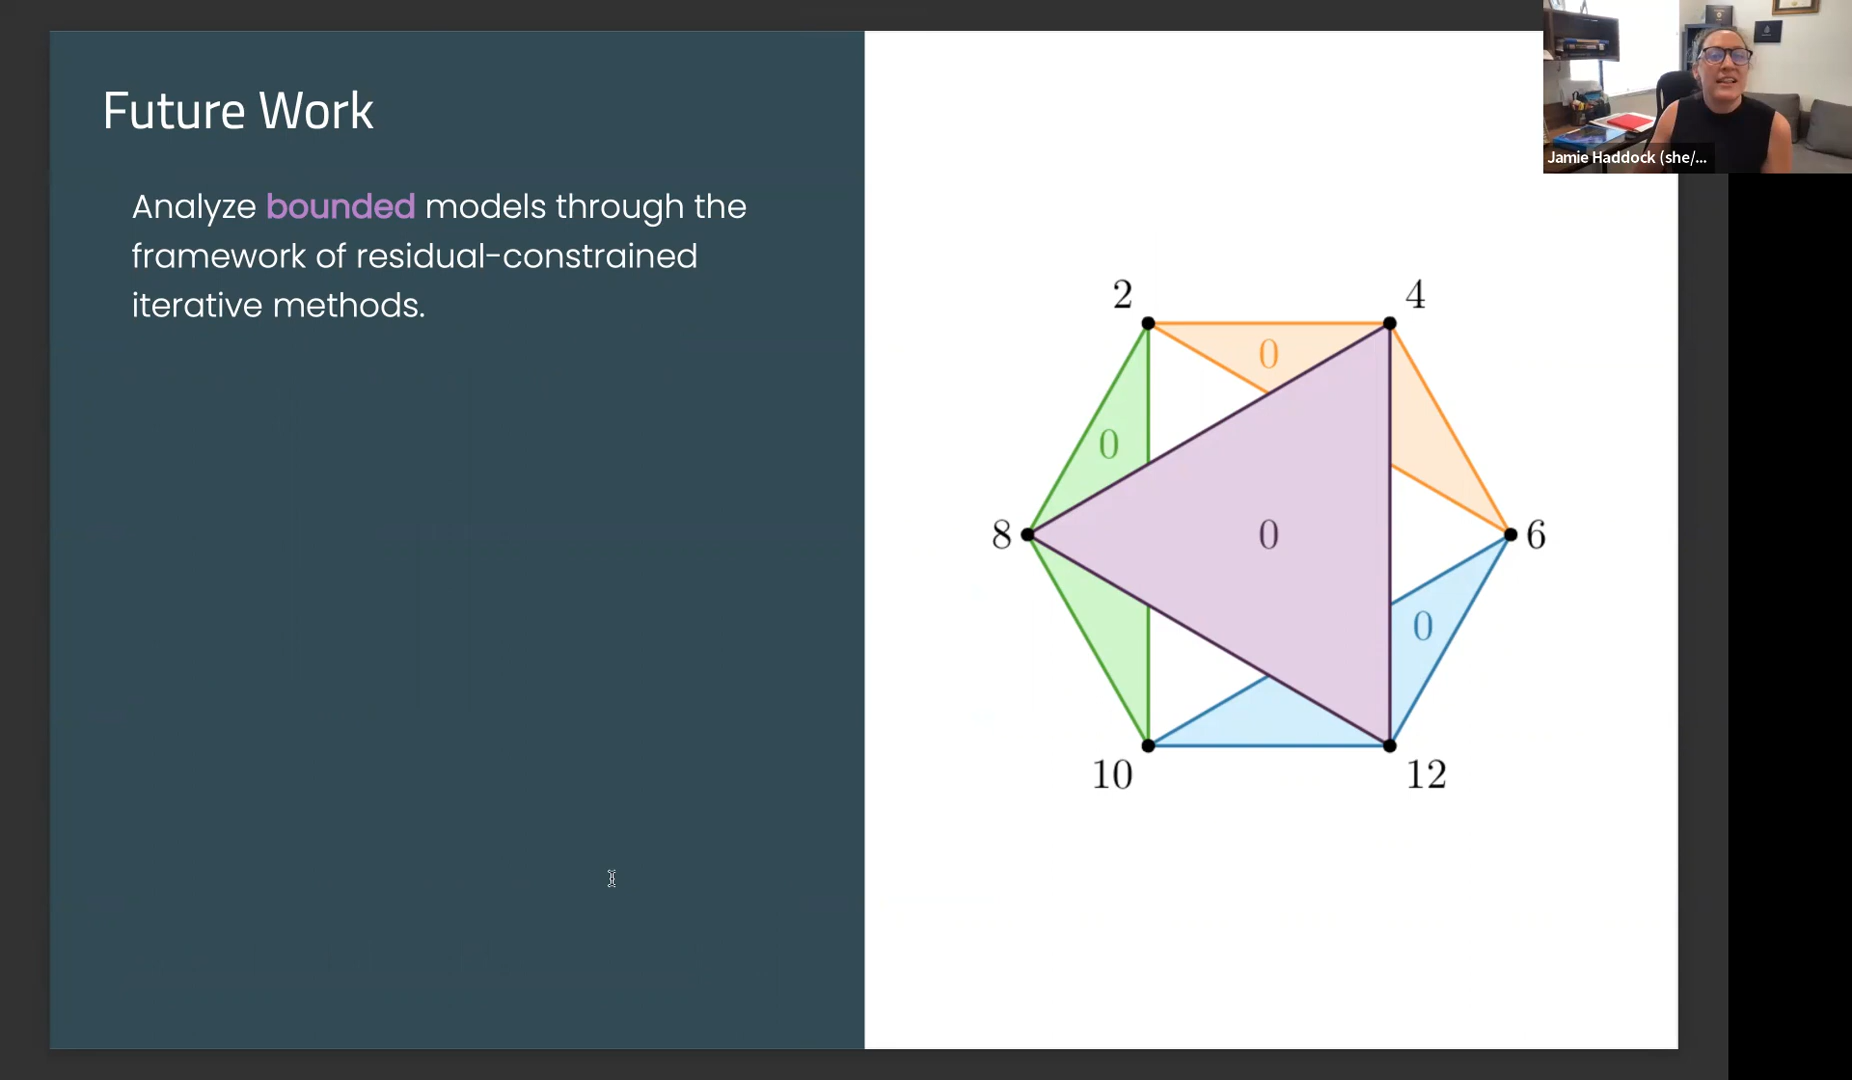 Future Work
Analyze bounded models through the
framework of residual-constrained
iterative methods.
Jamie Haddock (she/...
2
4
0
0
8
0
6
0
10
12